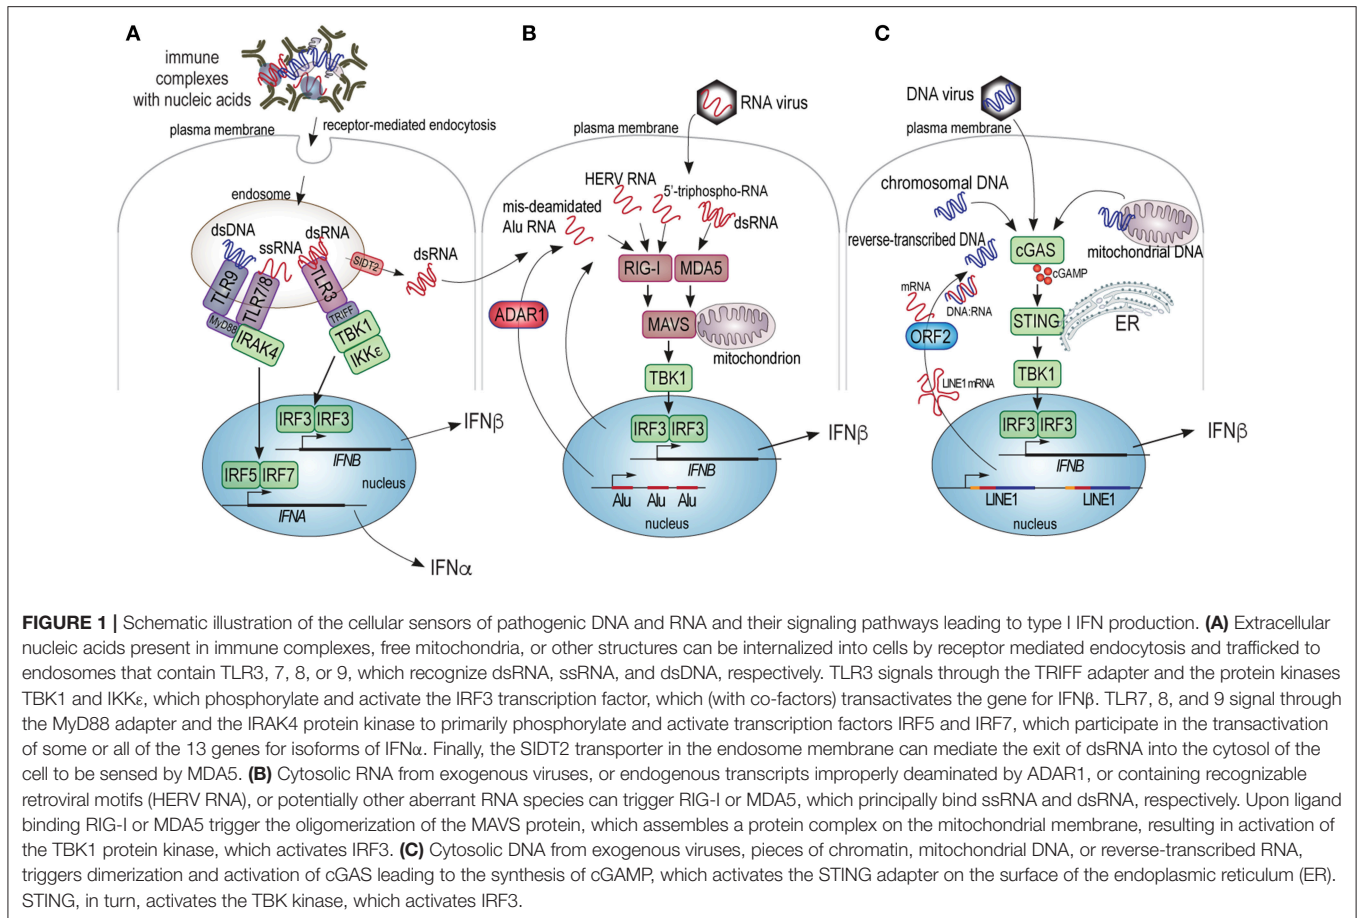 A
immune
complexes
with nucleic acids
plasma membrane
receptor-mediated endocytosis
endosome
dsDNA
ssRNA
dsRNA
SIDT2
dsRNA
TLR9
TLR7/8
TLR3
MyD88
IRAK4
TRIFF
TBK1
IKKε
IRF3 IRF3
IFNB
IFNβ
IRF5 IRF7
nucleus
IFNA
IFNα
B
RNA virus
plasma membrane
HERV RNA
5'-triphospho-RNA
mis-deamidated
Alu RNA
dsRNA
RIG-I MDA5
ADAR1
MAVS
mitochondrion
TBK1
IRF3 IRF3
IFNB
IFNβ
Alu Alu Alu
nucleus
C
DNA virus
plasma membrane
chromosomal DNA
reverse-transcribed DNA
cGAS
mitochondrial DNA
cGAMP
mRNA
DNA:RNA
ORF2
STING
ER
LINE1 mRNA
TBK1
IRF3 IRF3
IFNB
IFNβ
LINE1 LINE1
nucleus
FIGURE 1 | Schematic illustration of the cellular sensors of pathogenic DNA and RNA and their signaling pathways leading to type I IFN production. (A) Extracellular
nucleic acids present in immune complexes, free mitochondria, or other structures can be internalized into cells by receptor mediated endocytosis and trafficked to
endosomes that contain TLR3, 7, 8, or 9, which recognize dsRNA, ssRNA, and dsDNA, respectively. TLR3 signals through the TRIFF adapter and the protein kinases
TBK1 and IKKε, which phosphorylate and activate the IRF3 transcription factor, which (with co-factors) transactivates the gene for IFNβ. TLR7, 8, and 9 signal through
the MyD88 adapter and the IRAK4 protein kinase to primarily phosphorylate and activate transcription factors IRF5 and IRF7, which participate in the transactivation
of some or all of the 13 genes for isoforms of IFNα. Finally, the SIDT2 transporter in the endosome membrane can mediate the exit of dsRNA into the cytosol of the
cell to be sensed by MDA5. (B) Cytosolic RNA from exogenous viruses, or endogenous transcripts improperly deaminated by ADAR1, or containing recognizable
retroviral motifs (HERV RNA), or potentially other aberrant RNA species can trigger RIG-I or MDA5, which principally bind ssRNA and dsRNA, respectively. Upon ligand
binding RIG-I or MDA5 trigger the oligomerization of the MAVS protein, which assembles a protein complex on the mitochondrial membrane, resulting in activation of
the TBK1 protein kinase, which activates IRF3. (C) Cytosolic DNA from exogenous viruses, pieces of chromatin, mitochondrial DNA, or reverse-transcribed RNA,
triggers dimerization and activation of cGAS leading to the synthesis of cGAMP, which activates the STING adapter on the surface of the endoplasmic reticulum (ER).
STING, in turn, activates the TBK kinase, which activates IRF3.